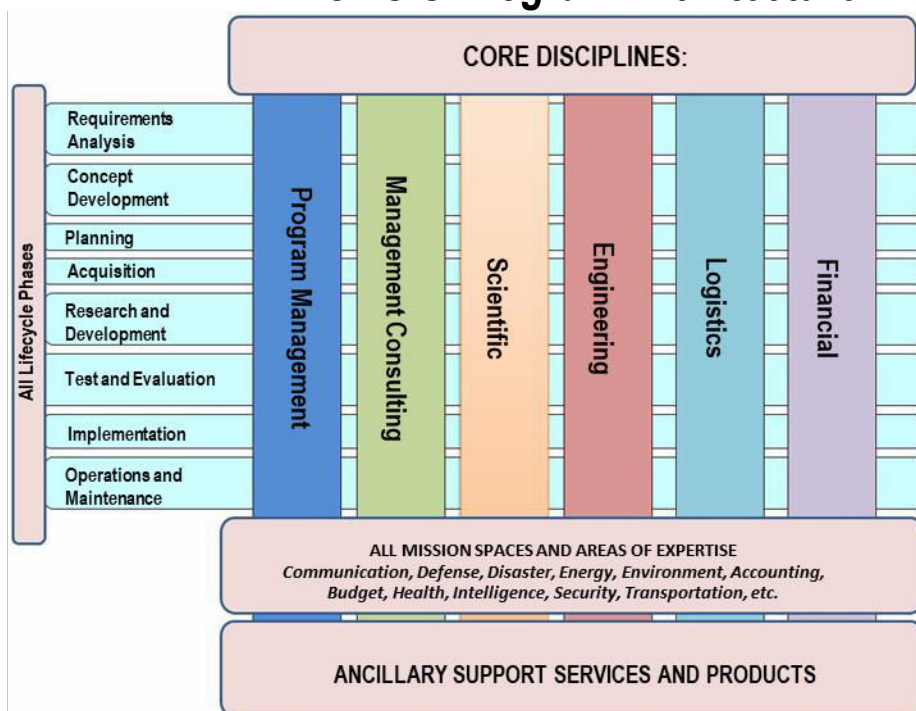 CORE DISCIPLINES:
All Lifecycle Phases
Requirements
Analysis
Concept
Development
Planning
Acquisition
Research and
Development
Test and Evaluation
Implementation
Operations and
Maintenance
Program Management
Management Consulting
Scientific
Engineering
Logistics
Financial
ALL MISSION SPACES AND AREAS OF EXPERTISE
Communication, Defense, Disaster, Energy, Environment, Accounting,
Budget, Health, Intelligence, Security, Transportation, etc.
ANCILLARY SUPPORT SERVICES AND PRODUCTS